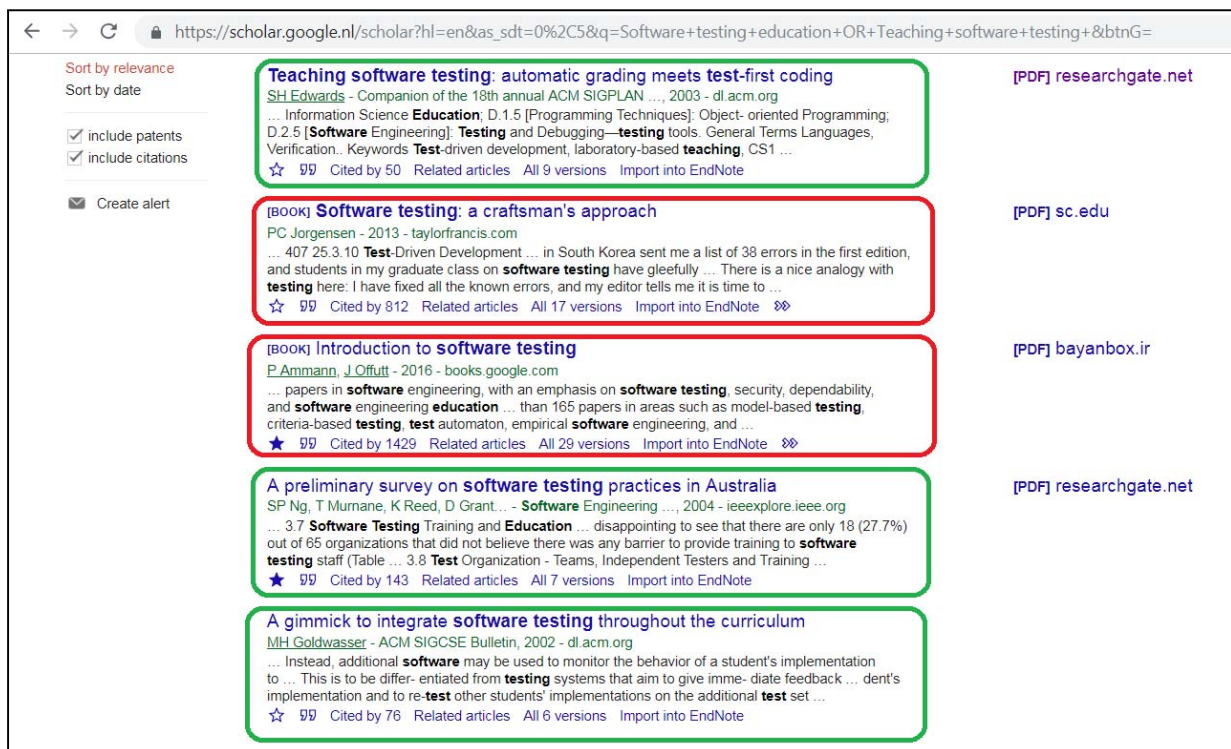 https://scholar.google.nl/scholar?hl=en&as_sdt=0%2C5&q=Software+testing+education+OR+Teaching+software+testing+&btnG=
Sort by relevance
Sort by date
include patents
include citations
Create alert
Teaching software testing: automatic grading meets test-first coding
[PDF] researchgate.net
SH Edwards - Companion of the 18th annual ACM SIGPLAN …, 2003 - dl.acm.org
… Information Science Education; D.1.5 [Programming Techniques]: Object- oriented Programming;
D.2.5 [Software Engineering]: Testing and Debugging—testing tools. General Terms Languages,
Verification.. Keywords Test-driven development, laboratory-based teaching, CS1 …
Cited by 50 Related articles All 9 versions Import into EndNote
[BOOK] Software testing: a craftsman's approach
[PDF] sc.edu
PC Jorgensen - 2013 - taylorfrancis.com
… 407 25.3.10 Test-Driven Development … in South Korea sent me a list of 38 errors in the first edition,
and students in my graduate class on software testing have gleefully … There is a nice analogy with
testing here: I have fixed all the known errors, and my editor tells me it is time to …
Cited by 812 Related articles All 17 versions Import into EndNote
[BOOK] Introduction to software testing
[PDF] bayanbox.ir
P Ammann, J Offutt - 2016 - books.google.com
… papers in software engineering, with an emphasis on software testing, security, dependability,
and software engineering education … than 165 papers in areas such as model-based testing,
criteria-based testing, test automaton, empirical software engineering, and …
Cited by 1429 Related articles All 29 versions Import into EndNote
A preliminary survey on software testing practices in Australia
[PDF] researchgate.net
SP Ng, T Murnane, K Reed, D Grant… - Software Engineering …, 2004 - ieeexplore.ieee.org
… 3.7 Software Testing Training and Education … disappointing to see that there are only 18 (27.7%)
out of 65 organizations that did not believe there was any barrier to provide training to software
testing staff (Table … 3.8 Test Organization - Teams, Independent Testers and Training …
Cited by 143 Related articles All 7 versions Import into EndNote
A gimmick to integrate software testing throughout the curriculum
MH Goldwasser - ACM SIGCSE Bulletin, 2002 - dl.acm.org
… Instead, additional software may be used to monitor the behavior of a student's implementation
to … This is to be differ- entiated from testing systems that aim to give imme- diate feedback … dent's
implementation and to re-test other students' implementations on the additional test set …
Cited by 76 Related articles All 6 versions Import into EndNote